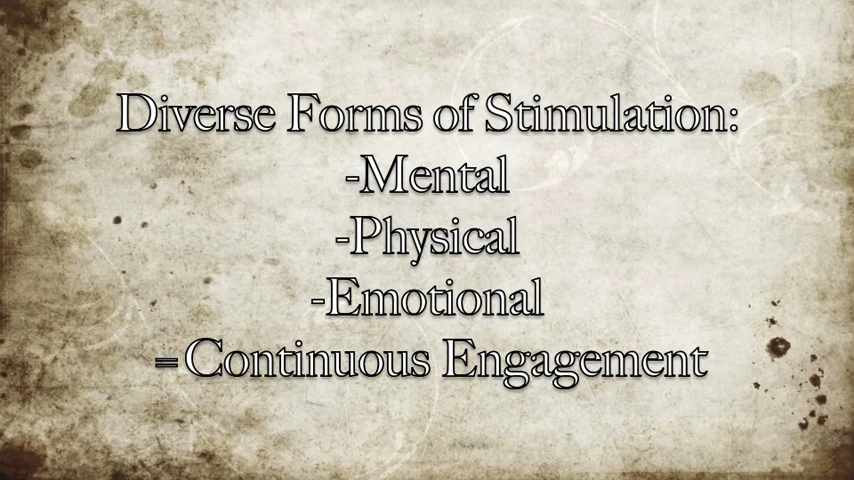 Diverse Forms of Stimulation:
-Mental
-Physical
-Emotional
=Continuous Engagement